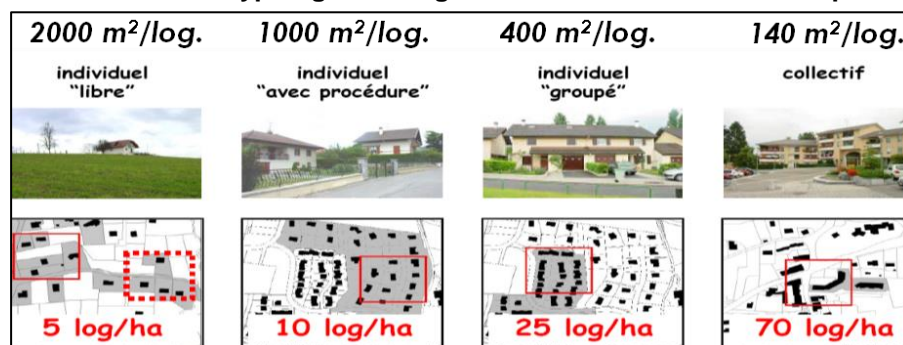 2000 m²/log.
1000 m²/log.
400 m²/log.
140 m²/log.
individuel
"libre"
individuel
"avec procédure"
individuel
"groupé"
collectif
5 log/ha
10 log/ha
25 log/ha
70 log/ha